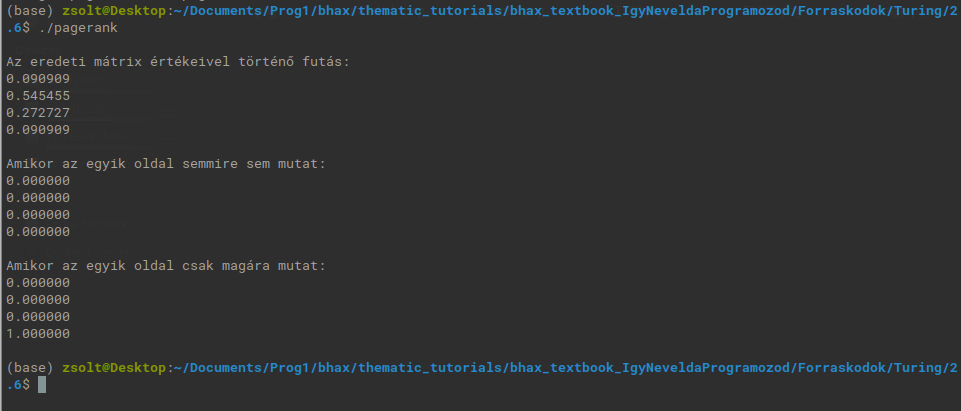 (base) zsolt@Desktop:~/Documents/Prog1/bhax/thematic_tutorials/bhax_textbook_IgyNeveldaProgramozod/Forraskodok/Turing/2
.6$ ./pagerank
Az eredeti mátrix értékeivel történő futás:
0.090909
0.545455
0.272727
0.090909
Amikor az egyik oldal semmire sem mutat:
0.000000
0.000000
0.000000
0.000000
Amikor az egyik oldal csak magára mutat:
0.000000
0.000000
0.000000
1.000000
(base) zsolt@Desktop:~/Documents/Prog1/bhax/thematic_tutorials/bhax_textbook_IgyNeveldaProgramozod/Forraskodok/Turing/2
.6$